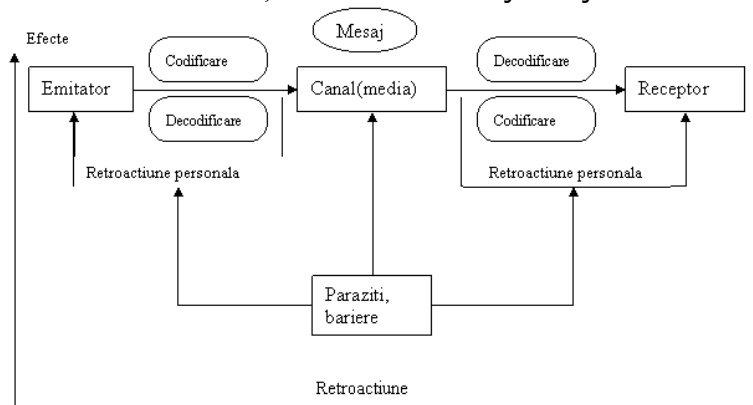 Mesaj
Efecte
Codificare
Decodificare
Emitator
Canal(media)
Receptor
Decodificare
Codificare
Retroactiune personala
Retroactiune personala
Paraziti,
bariere
Retroactiune